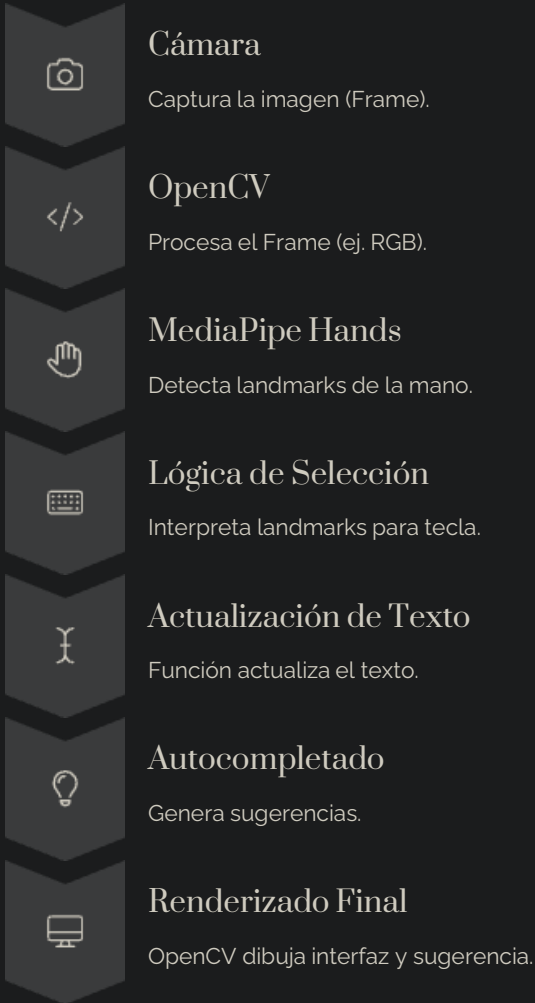 Cámara
Captura la imagen (Frame).
OpenCV
Procesa el Frame (ej. RGB).
MediaPipe Hands
Detecta landmarks de la mano.
Lógica de Selección
Interpreta landmarks para tecla.
Actualización de Texto
Función actualiza el texto.
Autocompletado
Genera sugerencias.
Renderizado Final
OpenCV dibuja interfaz y sugerencia.